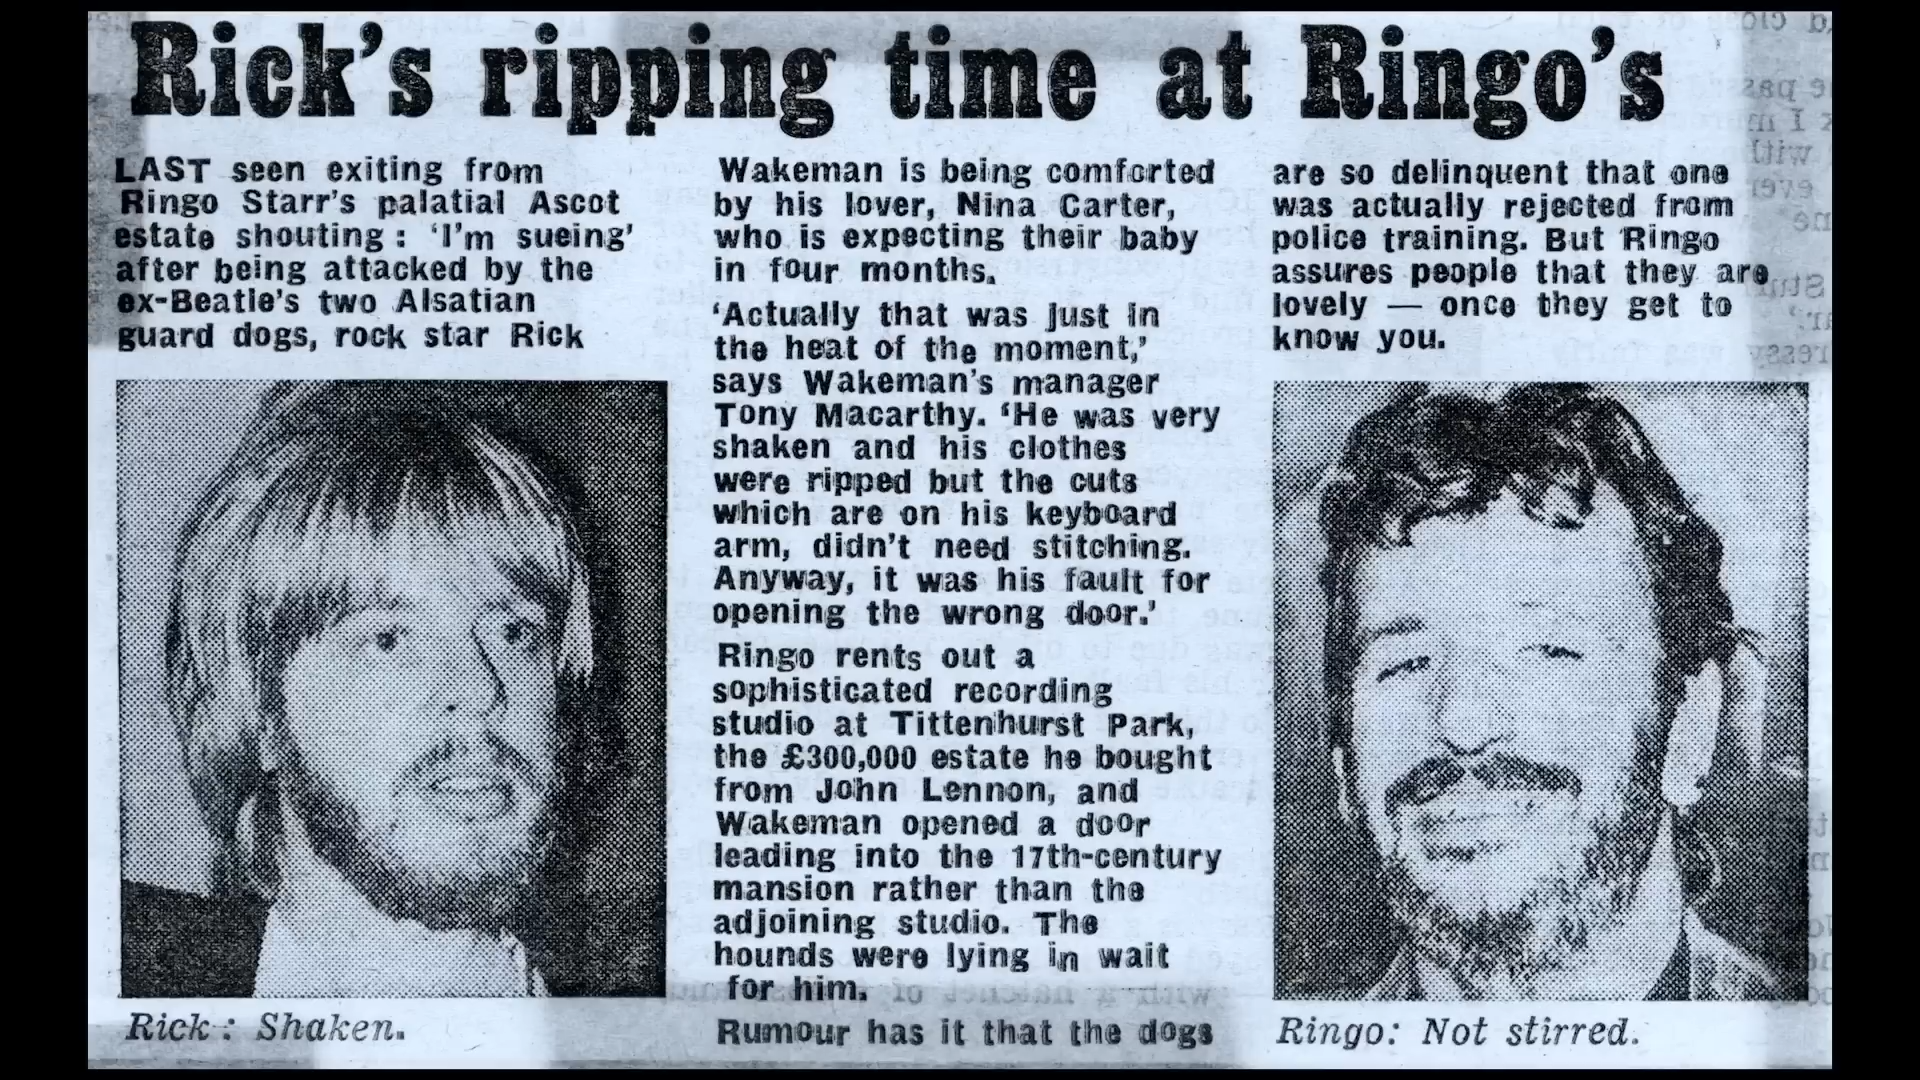 Rick's ripping time at Ringo's
LAST seen exiting from
Ringo Starr's palatial Ascot
estate shouting : 'I'm sueing'
after being attacked by the
ex-Beatle's two Alsatian
guard dogs, rock star Rick
Rick : Shaken.
Wakeman is being comforted
by his lover, Nina Carter,
who is expecting their baby
in four months.
'Actually that was just in
the heat of the moment,'
says Wakeman's manager
Tony Macarthy. 'He was very
shaken and his clothes
were ripped but the cuts
which are on his keyboard
arm, didn't need stitching.
Anyway, it was his fault for
opening the wrong door.'
Ringo rents out a
sophisticated recording
studio at Tittenhurst Park,
the £300,000 estate he bought
from John Lennon, and
Wakeman opened a door
leading into the 17th-century
mansion rather than the
adjoining studio. The
hounds were lying in wait
for him.
Rumour has it that the dogs
are so delinquent that one
was actually rejected from
police training. But Ringo
assures people that they are
lovely — once they get to
know you.
Ringo: Not stirred.